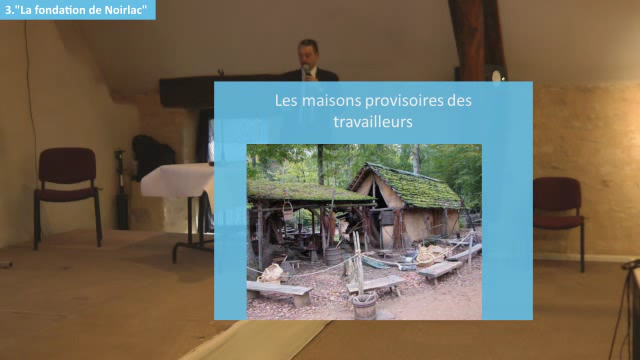 3."La fondation de Noirlac"
Les maisons provisoires des
travailleurs